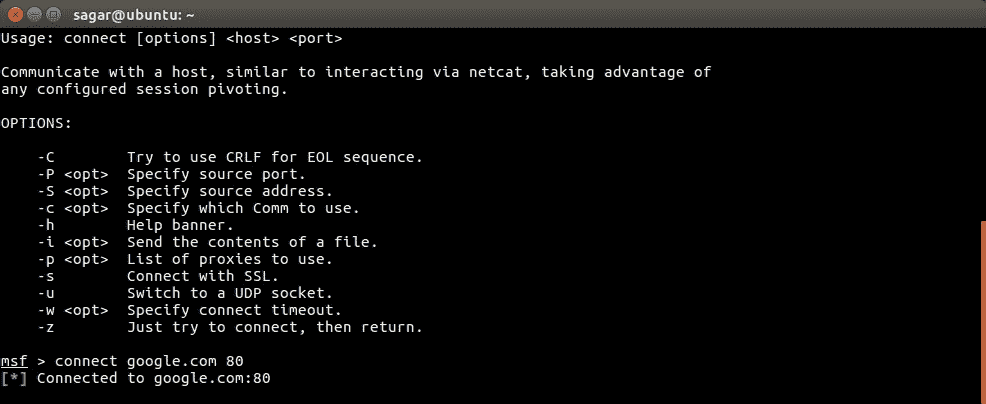 sagar@ubuntu: ~
Usage: connect [options] <host> <port>
Communicate with a host, similar to interacting via netcat, taking advantage of
any configured session pivoting.
OPTIONS:
-C        Try to use CRLF for EOL sequence.
-P <opt>  Specify source port.
-S <opt>  Specify source address.
-c <opt>  Specify which Comm to use.
-h        Help banner.
-i <opt>  Send the contents of a file.
-p <opt>  List of proxies to use.
-s        Connect with SSL.
-u        Switch to a UDP socket.
-w <opt>  Specify connect timeout.
-z        Just try to connect, then return.
msf > connect google.com 80
[*] Connected to google.com:80